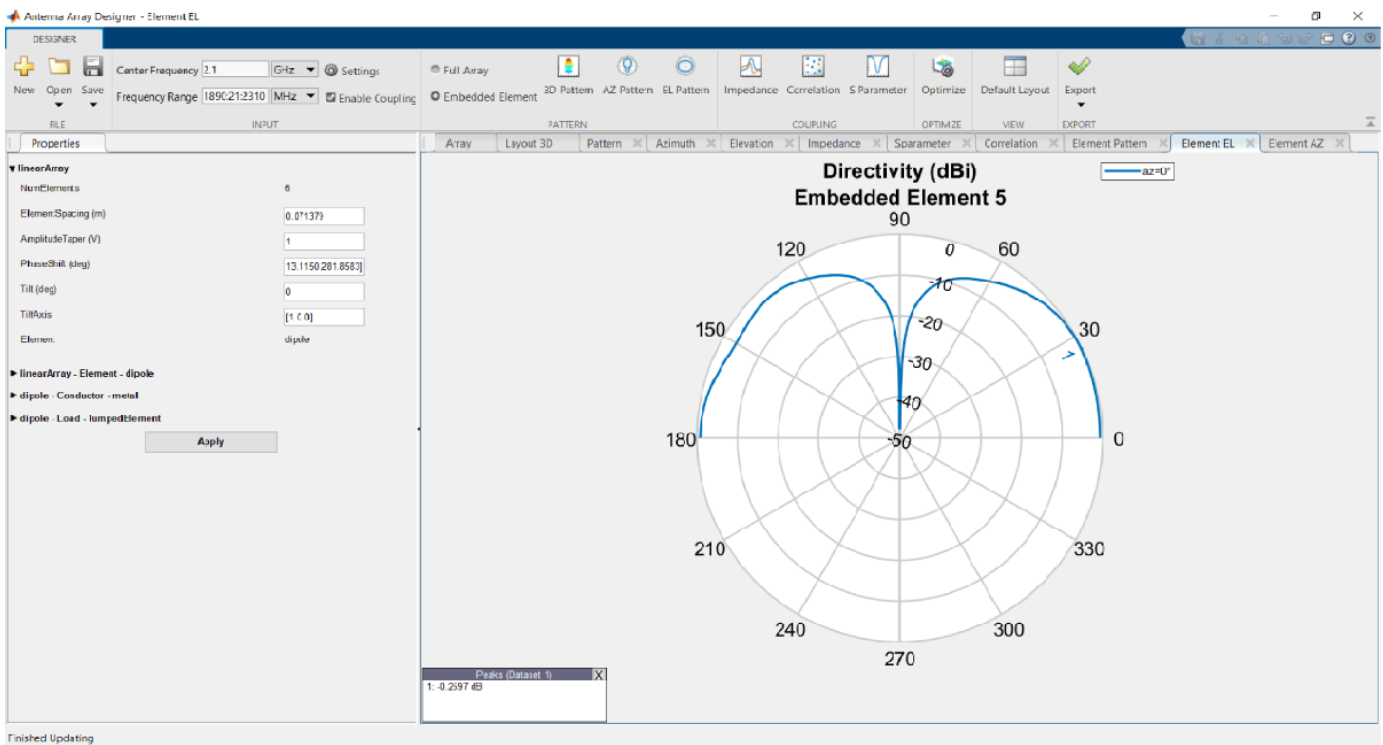 Antenna Array Designer - Element EL
DESIGNER
New Open Save
FILE
Center Frequency 2.1 GHz Settings
Frequency Range 1890:21:2310 MHz Enable Coupling
INPUT
Full Array
Embedded Element
3D Pattern AZ Pattern EL Pattern
PATTERN
Impedance Correlation S Parameter
COUPLING
Optimize
OPTIMIZE
Default Layout
VIEW
Export
EXPORT
Properties
linearArray
NumElements 6
ElementSpacing (m) 0.071379
AmplitudeTaper (V) 1
PhaseShift (deg) 13.1150 281.8583]
Tilt (deg) 0
TiltAxis [1 0 0]
Element dipole
linearArray - Element - dipole
dipole - Conductor - metal
dipole - Load - lumpedElement
Apply
Array Layout 3D Pattern Azimuth Elevation Impedance Sparameter Correlation Element Pattern Element EL Element AZ
Directivity (dBi)
Embedded Element 5
az=0°
90
120 0 60
-10
150 -20 30
1
-30
-40
180 -50 0
210 330
240 300
270
Peaks (Dataset 1) X
1: -0.2597 dB
Finished Updating